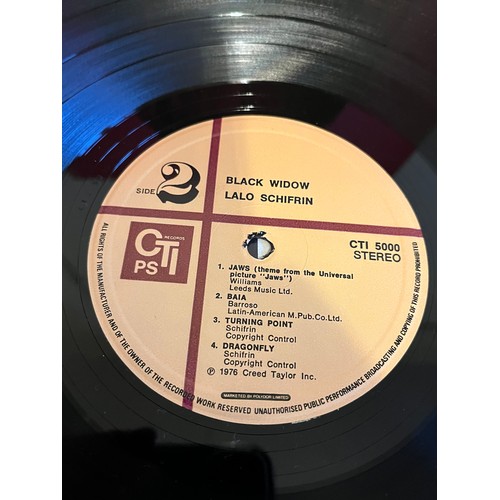 BLACK WIDOW
SIDE 2
LALO SCHIFRIN
CTI RECORDS
PS
CTI 5000
STEREO
1. JAWS (theme from the Universal
picture "Jaws")
Williams
Leeds Music Ltd.
2. BAIA
Barroso
Latin-American M.Pub.Co.Ltd.
3. TURNING POINT
Schifrin
Copyright Control
4. DRAGONFLY
Schifrin
Copyright Control
℗ 1976 Creed Taylor Inc.
MARKETED BY POLYDOR LIMITED
ALL RIGHTS OF THE MANUFACTURER AND OF THE OWNER OF THE RECORDED WORK RESERVED UNAUTHORISED PUBLIC PERFORMANCE BROADCASTING AND COPYING OF THIS RECORD PROHIBITED